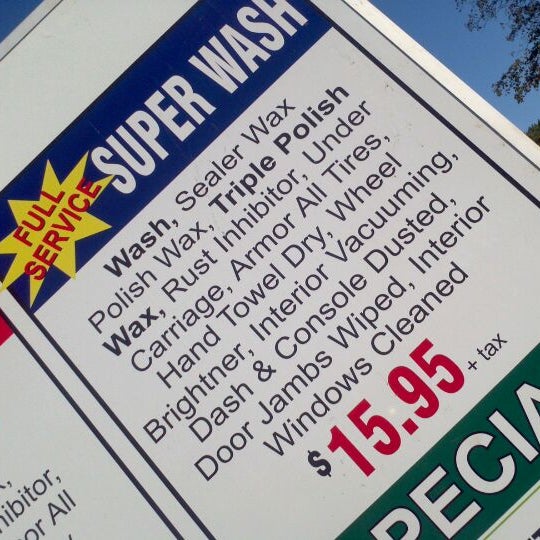 SUPER WASH
FULL
SERVICE
Wash, Sealer Wax
Polish Wax, Triple Polish
Wax, Rust Inhibitor, Under
Carriage, Armor All Tires,
Hand Towel Dry, Wheel
Brightner, Interior Vacuuming,
Dash & Console Dusted,
Door Jambs Wiped, Interior
Windows Cleaned
$15.95 + tax
PECIA
hibitor,
or All